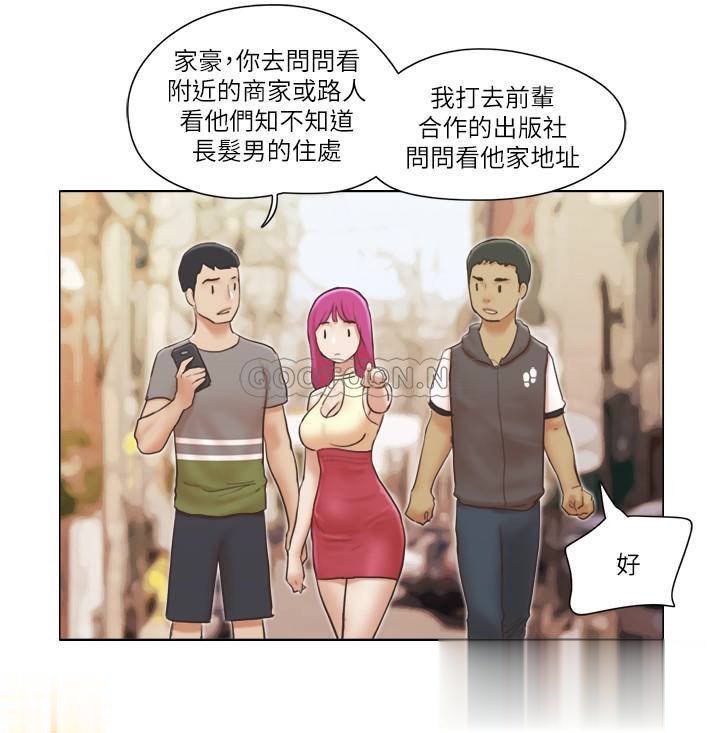 家豪，你去問問看
附近的商家或路人
看他們知不知道
長髮男的住處
我打去前輩
合作的出版社
問問看他家地址
好